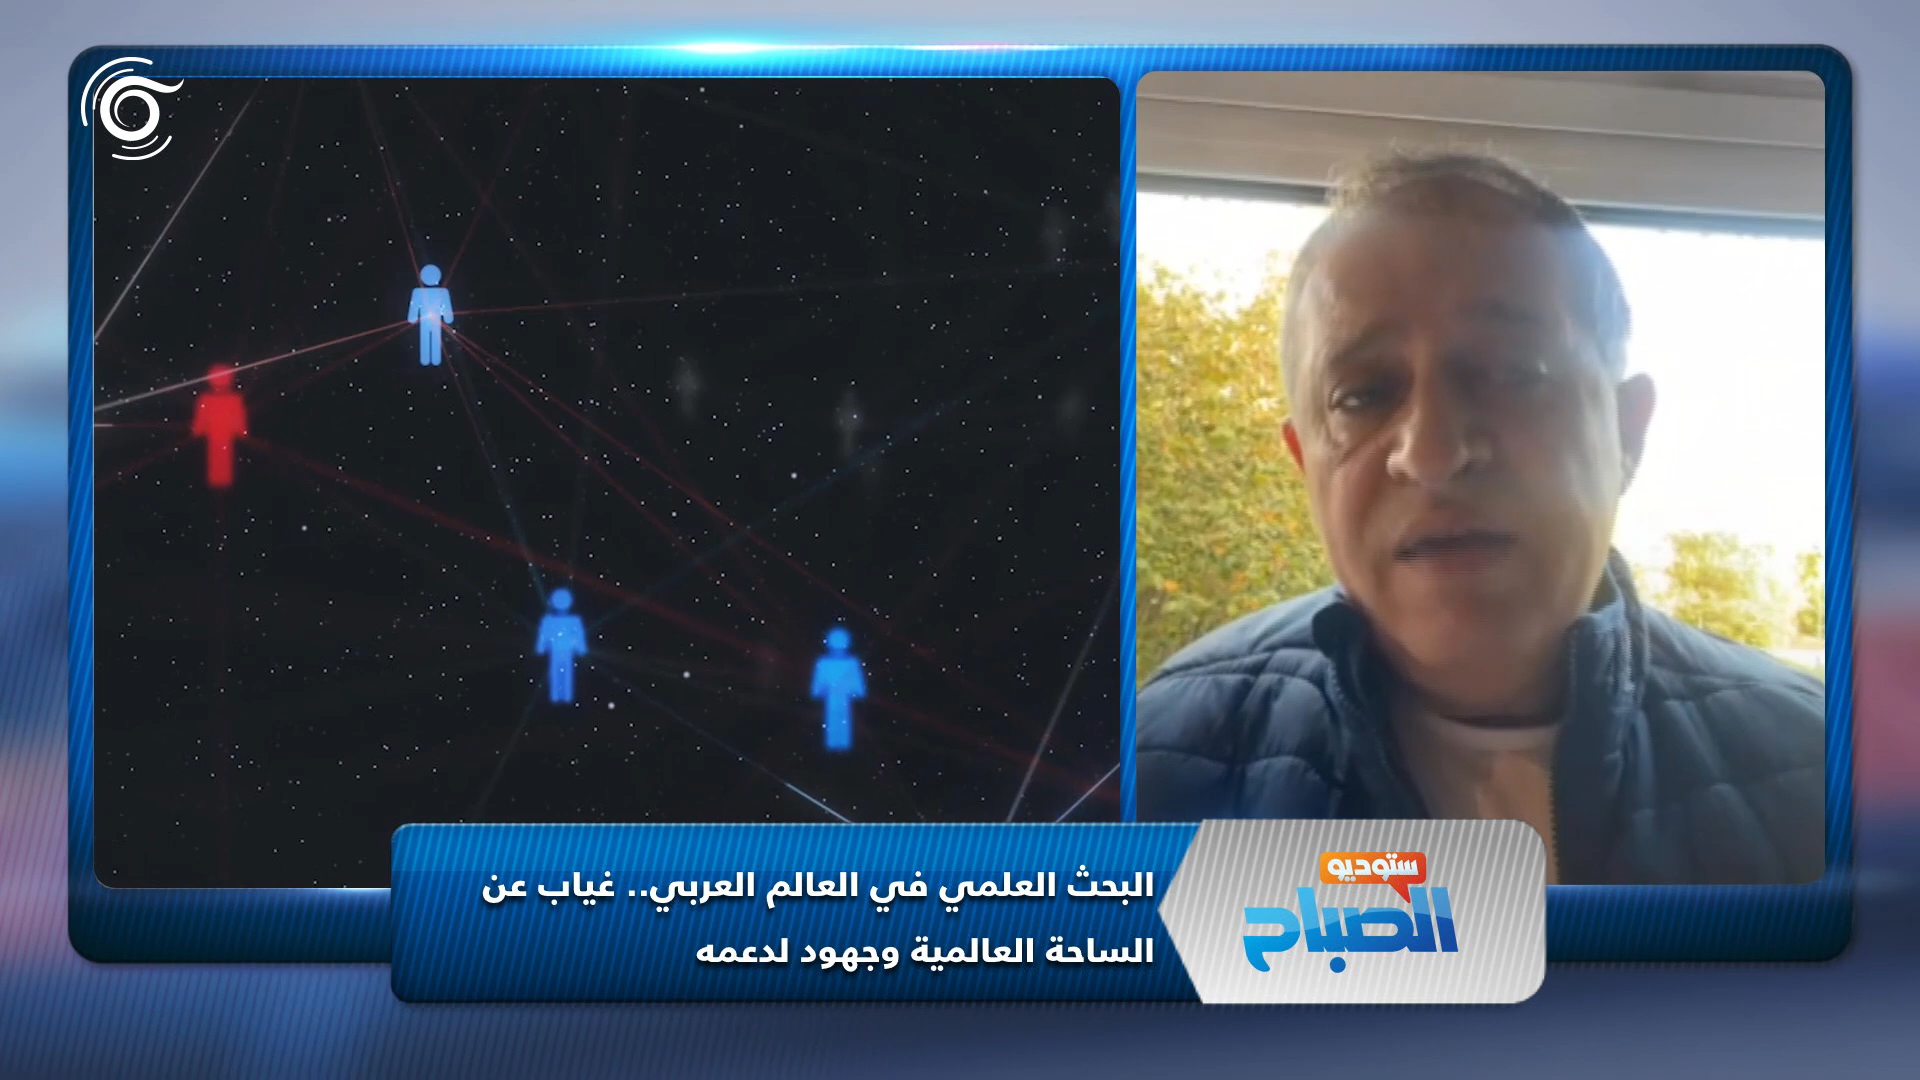 البحث العلمي في العالم العربي.. غياب عن
الساحة العالمية وجهود لدعمه
ستوديو
الصباح